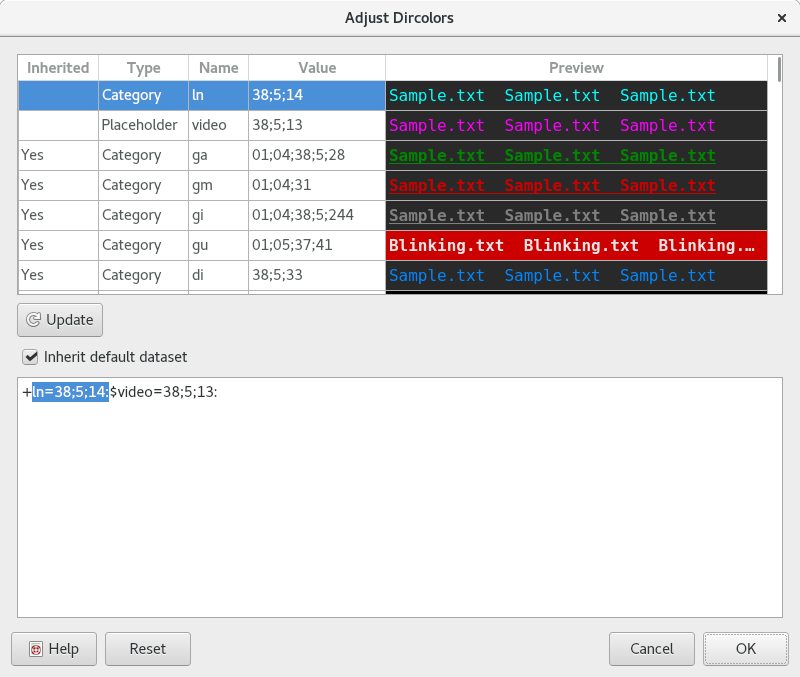 Adjust Dircolors
Inherited Type Name Value Preview
Category ln 38;5;14 Sample.txt Sample.txt Sample.txt
Placeholder video 38;5;13 Sample.txt Sample.txt Sample.txt
Yes Category ga 01;04;38;5;28 Sample.txt Sample.txt Sample.txt
Yes Category gm 01;04;31 Sample.txt Sample.txt Sample.txt
Yes Category gi 01;04;38;5;244 Sample.txt Sample.txt Sample.txt
Yes Category gu 01;05;37;41 Blinking.txt Blinking.txt Blinking.…
Yes Category di 38;5;33 Sample.txt Sample.txt Sample.txt
Update
Inherit default dataset
+ln=38;5;14:$video=38;5;13:
Help Reset Cancel OK